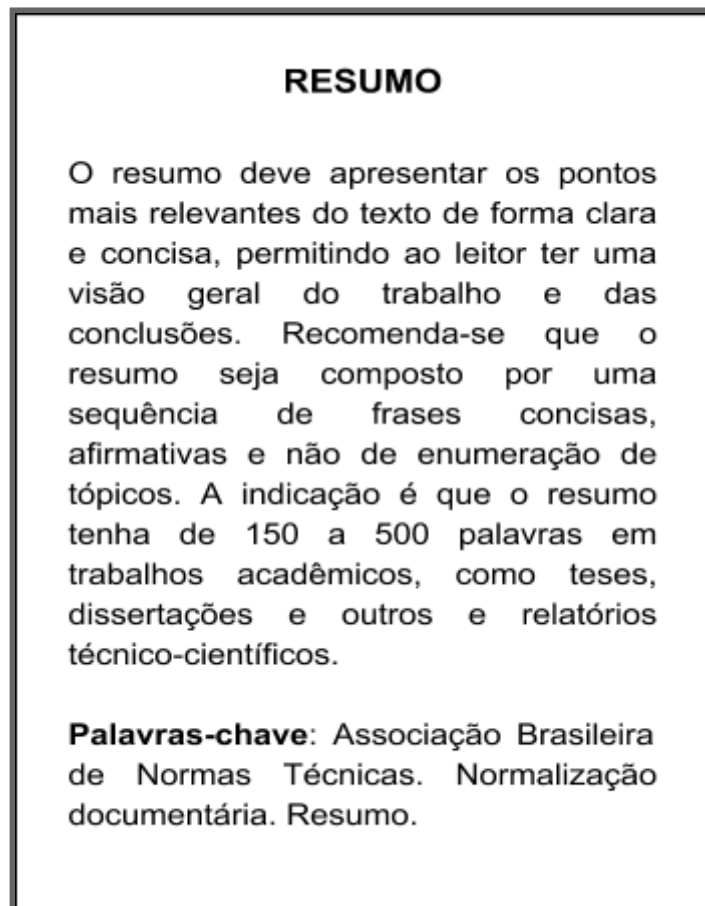 RESUMO
O resumo deve apresentar os pontos
mais relevantes do texto de forma clara
e concisa, permitindo ao leitor ter uma
visão geral do trabalho e das
conclusões. Recomenda-se que o
resumo seja composto por uma
sequência de frases concisas,
afirmativas e não de enumeração de
tópicos. A indicação é que o resumo
tenha de 150 a 500 palavras em
trabalhos acadêmicos, como teses,
dissertações e outros e relatórios
técnico-científicos.
Palavras-chave: Associação Brasileira
de Normas Técnicas. Normalização
documentária. Resumo.